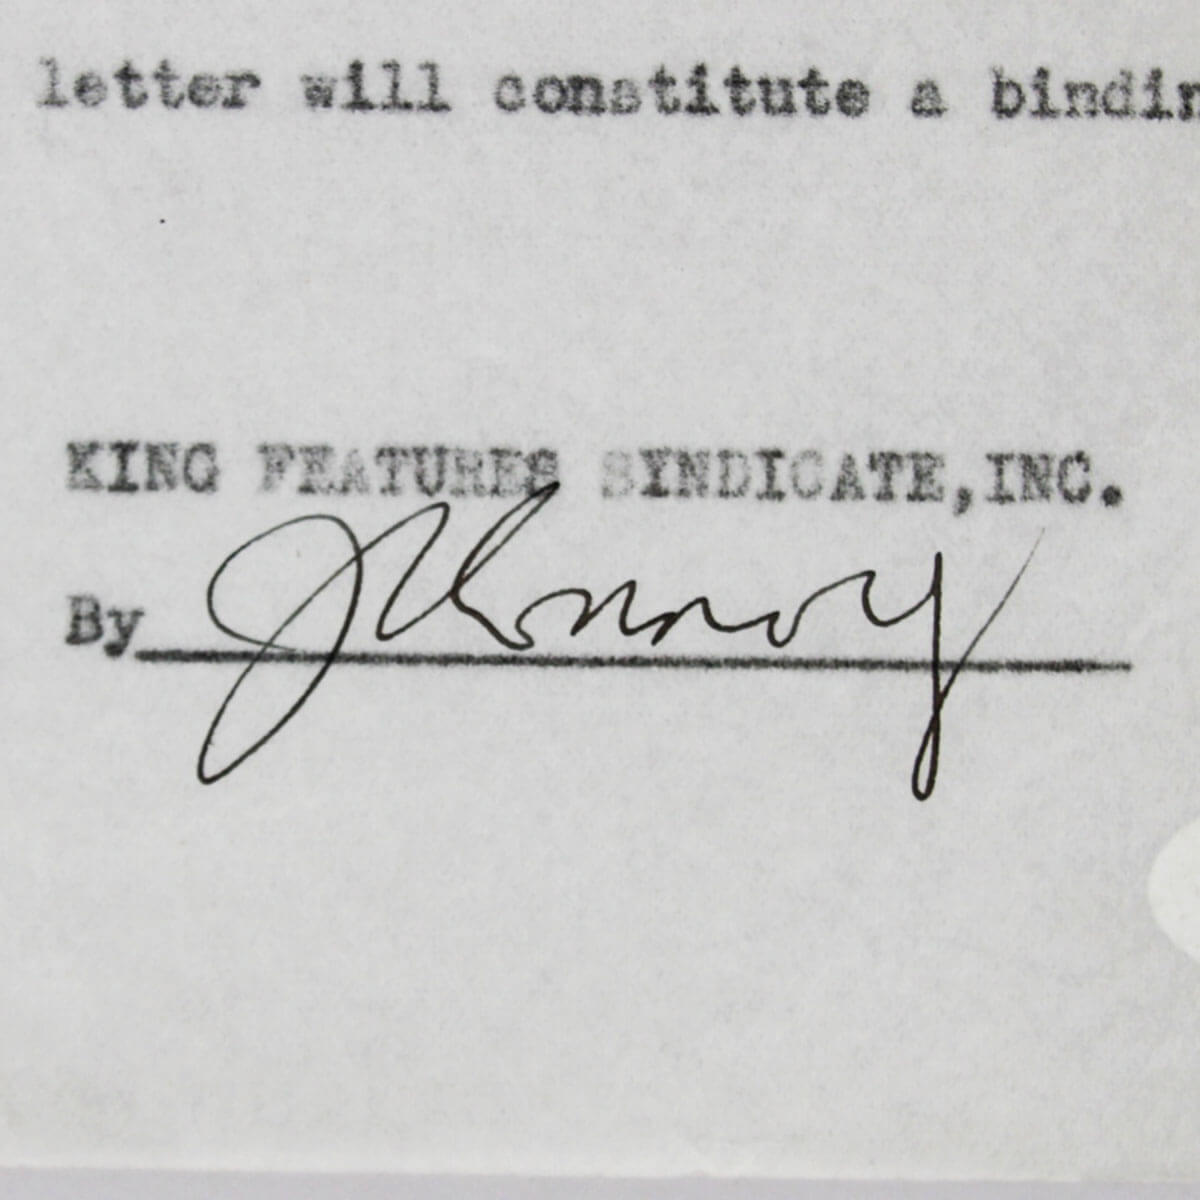 letter will constitute a bindin
KING FEATURES SYNDICATE,INC.
By